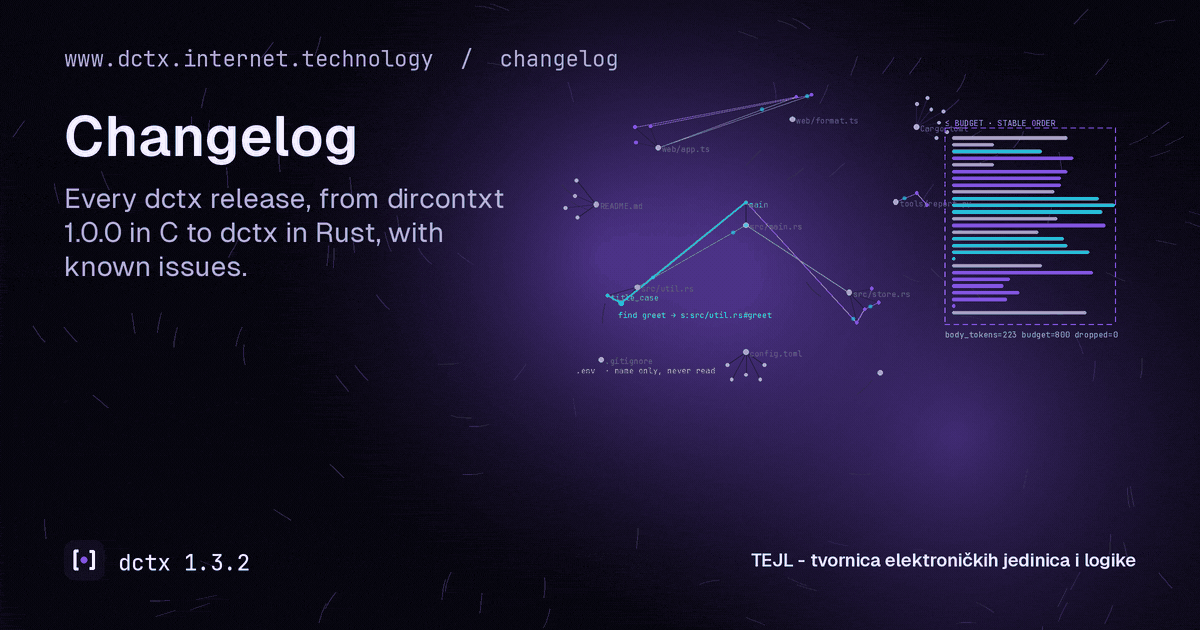 www.dctx.internet.technology / changelog
Changelog
Every dctx release, from dircontxt
1.0.0 in C to dctx in Rust, with
known issues.
web/format.ts
web/app.ts
README.md
main
src/main.rs
src/util.rs
title_case
find greet → s:src/util.rs#greet
src/store.rs
.gitignore
.env · name only, never read
config.toml
≤ BUDGET · STABLE ORDER
body_tokens=223 budget=800 dropped=0
dctx 1.3.2
TEJL - tvornica elektroničkih jedinica i logike